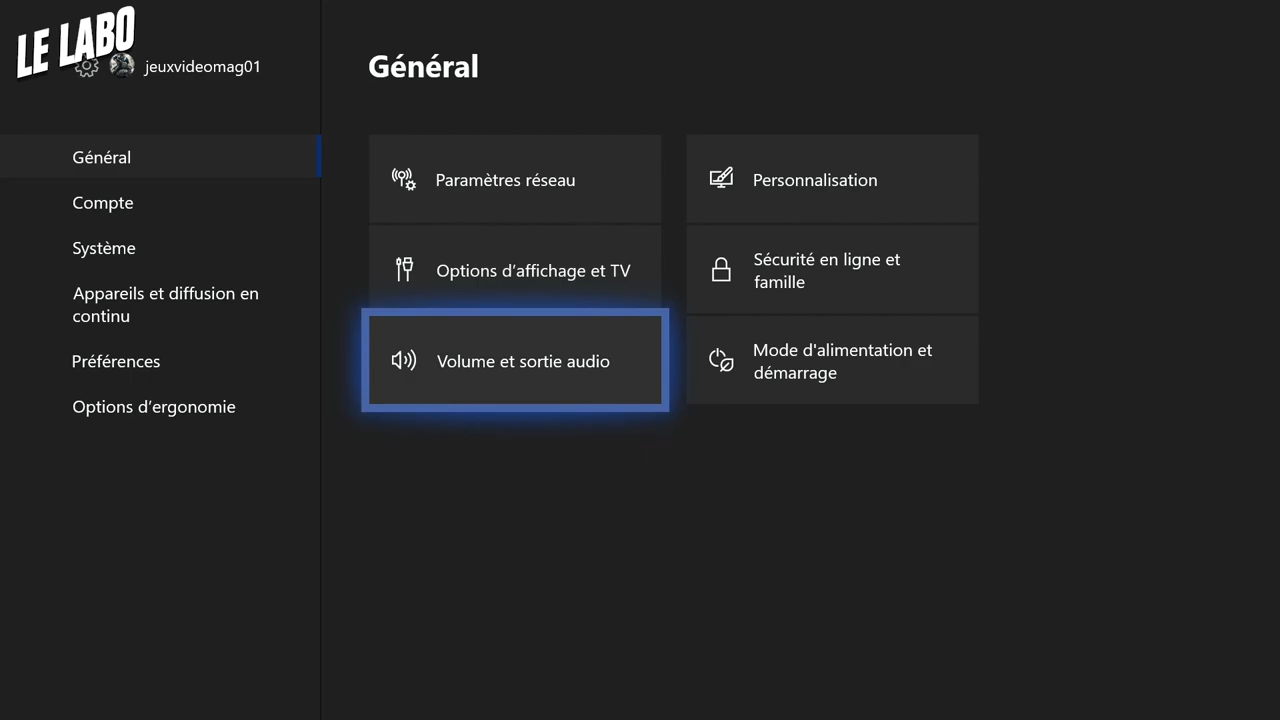 LE LABO
jeuxvideomag01
Général
Général
Compte
Système
Appareils et diffusion en
continu
Préférences
Options d’ergonomie
Paramètres réseau
Personnalisation
Options d’affichage et TV
Sécurité en ligne et
famille
Volume et sortie audio
Mode d'alimentation et
démarrage